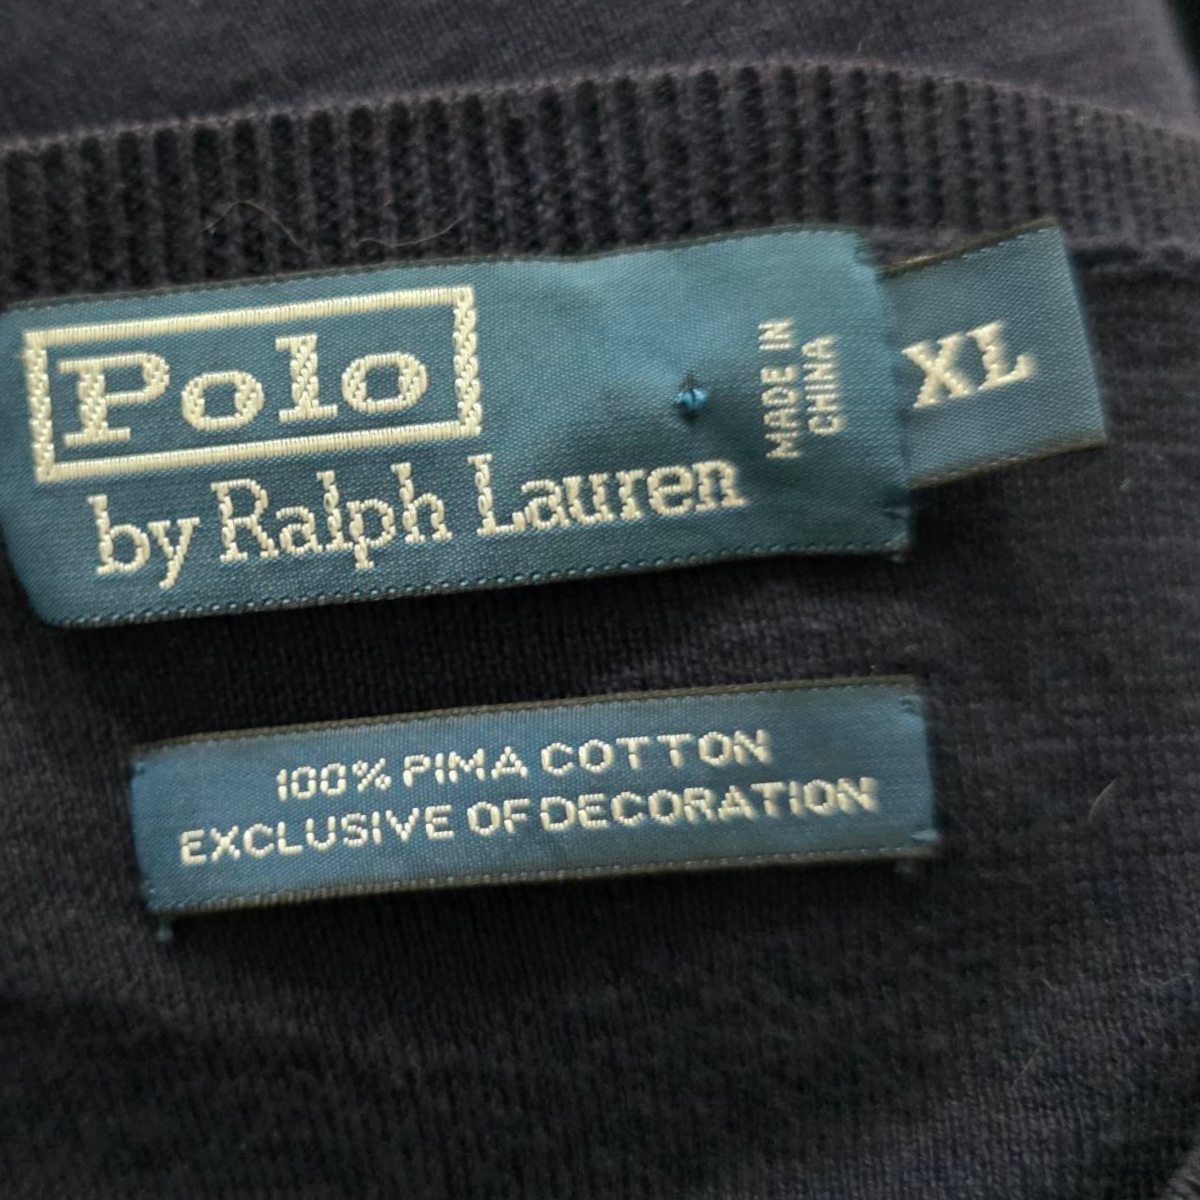 Polo
by Ralph Lauren
MADE IN
CHINA
XL
100% PIMA COTTON
EXCLUSIVE OF DECORATION